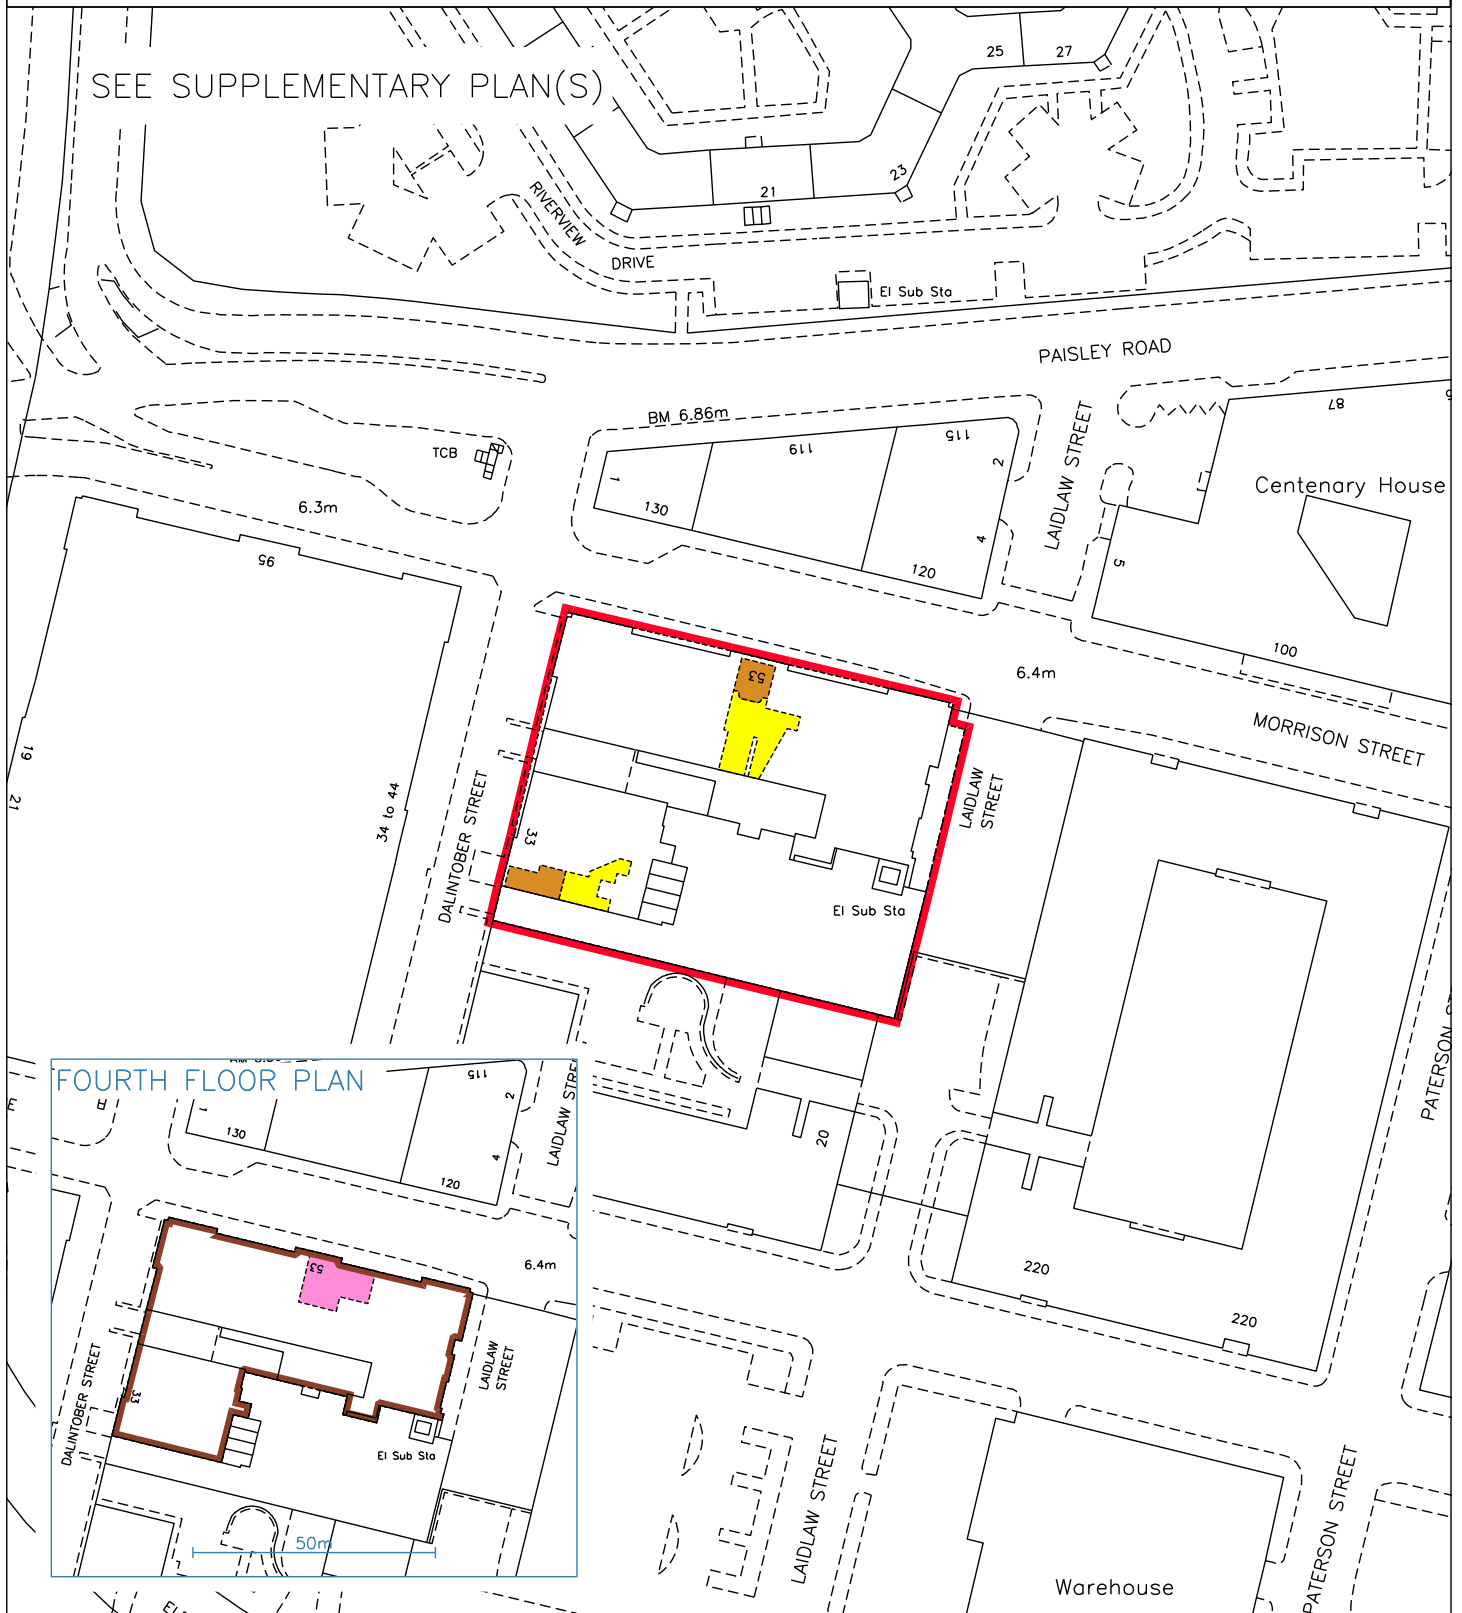 25
27
SEE SUPPLEMENTARY PLAN(S)
23
21
RIVERVIEW
DRIVE
El Sub Sta
PAISLEY ROAD
BM 6.86m
87
115
119
LAIDLAW STREET
TCB
2
1
Centenary House
130
6.3m
4
95
5
120
100
6.4m
53
MORRISON STREET
19
21
34 to 44
DALINTOBER STREET
33
LAIDLAW
STREET
El Sub Sta
PATERSON
FOURTH FLOOR PLAN
115
2
1
130
LAIDLAW STRE
4
120
20
53
6.4m
220
220
DALINTOBER STREET
33
LAIDLAW
STREET
El Sub Sta
50m
LAIDLAW STREET
PATERSON STREET
Warehouse